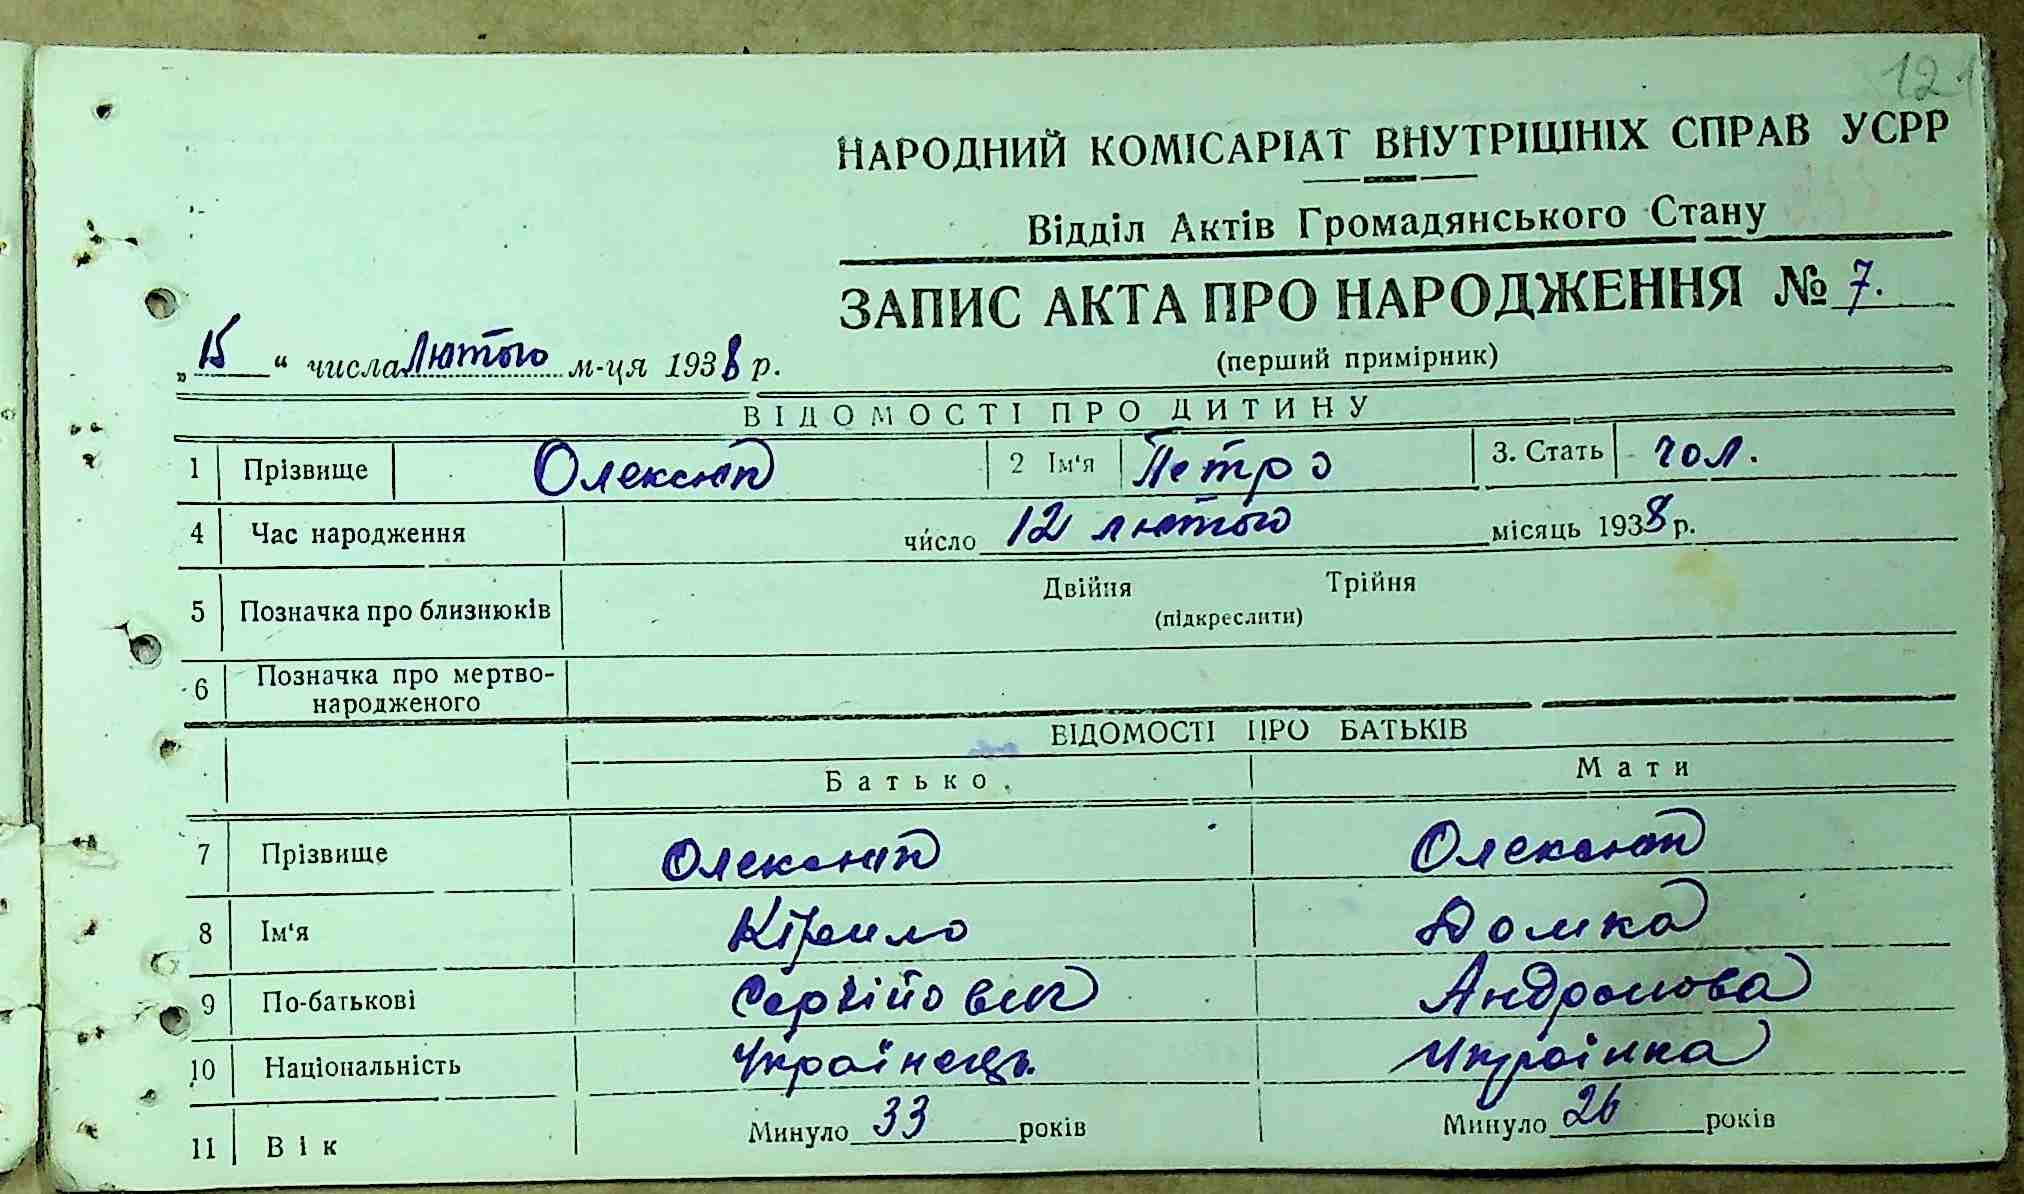 121
НАРОДНИЙ КОМІСАРІАТ ВНУТРІШНІХ СПРАВ УСРР
Відділ Актів Громадянського Стану
ЗАПИС АКТА ПРО НАРОДЖЕННЯ № 7.
„15" числа Лютого м-ця 1938 р.
(перший примірник)
ВІДОМОСТІ ПРО ДИТИНУ
1 Прізвище Олексюк 2 Ім'я Петро 3. Стать чол.
4 Час народження число 12 лютого місяць 1938 р.
5 Позначка про близнюків Двійня Трійня
(підкреслити)
6 Позначка про мертво-
народженого
ВІДОМОСТІ ПРО БАТЬКІВ
Батько. Мати
7 Прізвище Олексюк Олексюк
8 Ім'я Кірило Домка
9 По-батькові Сергійович
10 Національність Українець Українка
11 Вік Минуло 33 років Минуло 26 років